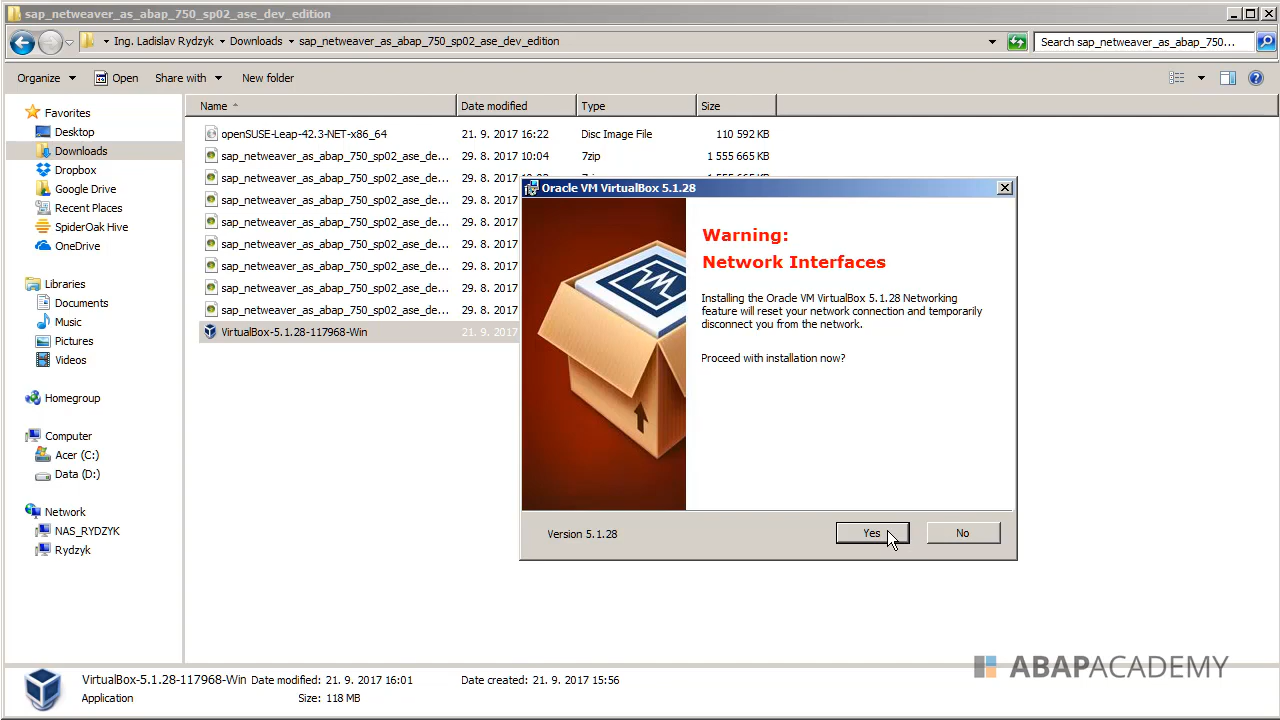 sap_netweaver_as_abap_750_sp02_ase_dev_edition
Ing. Ladislav Rydzyk Downloads sap_netweaver_as_abap_750_sp02_ase_dev_edition
Search sap_netweaver_as_abap_750...
Organize Open Share with New folder
Favorites
Desktop
Downloads
Dropbox
Google Drive
Recent Places
SpiderOak Hive
OneDrive
Libraries
Documents
Music
Pictures
Videos
Homegroup
Computer
Acer (C:)
Data (D:)
Network
NAS_RYDZYK
Rydzyk
Name Date modified Type Size
openSUSE-Leap-42.3-NET-x86_64 21. 9. 2017 16:22 Disc Image File 110 592 KB
sap_netweaver_as_abap_750_sp02_ase_de... 29. 8. 2017 10:04 7zip 1 555 665 KB
sap_netweaver_as_abap_750_sp02_ase_de... 29. 8. 2017
sap_netweaver_as_abap_750_sp02_ase_de... 29. 8. 2017
sap_netweaver_as_abap_750_sp02_ase_de... 29. 8. 2017
sap_netweaver_as_abap_750_sp02_ase_de... 29. 8. 2017
sap_netweaver_as_abap_750_sp02_ase_de... 29. 8. 2017
sap_netweaver_as_abap_750_sp02_ase_de... 29. 8. 2017
sap_netweaver_as_abap_750_sp02_ase_de... 29. 8. 2017
VirtualBox-5.1.28-117968-Win 21. 9. 2017
Oracle VM VirtualBox 5.1.28
Warning:
Network Interfaces
Installing the Oracle VM VirtualBox 5.1.28 Networking
feature will reset your network connection and temporarily
disconnect you from the network.
Proceed with installation now?
Version 5.1.28 Yes No
ABAPACADEMY
VirtualBox-5.1.28-117968-Win Date modified: 21. 9. 2017 16:01 Date created: 21. 9. 2017 15:56
Application Size: 118 MB